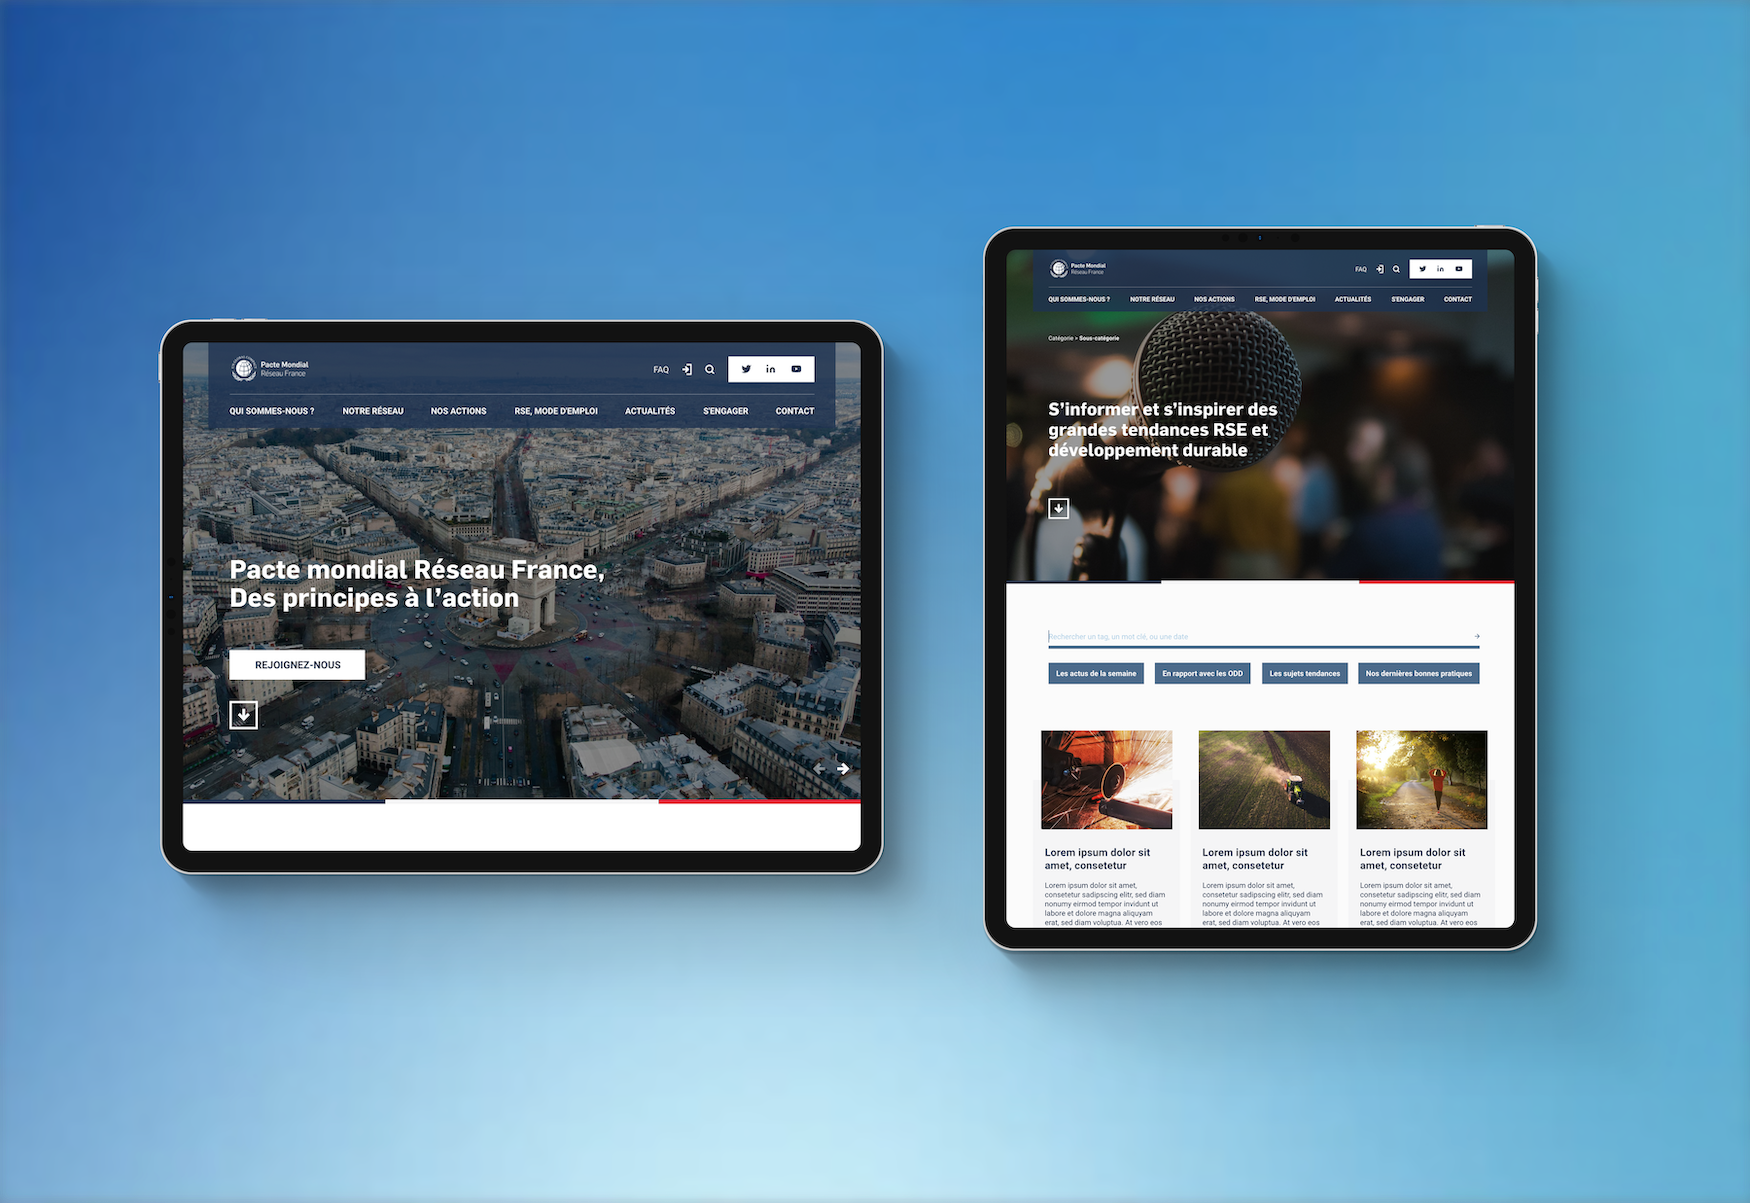 Pacte Mondial
Réseau France
FAQ
QUI SOMMES-NOUS ?
NOTRE RÉSEAU
NOS ACTIONS
RSE, MODE D'EMPLOI
ACTUALITÉS
S'ENGAGER
CONTACT
Pacte mondial Réseau France,
Des principes à l'action
REJOIGNEZ-NOUS
Pacte Mondial
Réseau France
FAQ
QUI SOMMES-NOUS ?
NOTRE RÉSEAU
NOS ACTIONS
RSE, MODE D'EMPLOI
ACTUALITÉS
S'ENGAGER
CONTACT
Catégorie > Sous-catégorie
S'informer et s'inspirer des
grandes tendances RSE et
développement durable
Rechercher un tag, un mot clé, ou une date
Les actus de la semaine
En rapport avec les ODD
Les sujets tendances
Nos dernières bonnes pratiques
Lorem ipsum dolor sit
amet, consetetur
Lorem ipsum dolor sit amet,
consetetur sadipscing elitr, sed diam
nonumy eirmod tempor invidunt ut
labore et dolore magna aliquyam
erat, sed diam voluptua. At vero eos
Lorem ipsum dolor sit
amet, consetetur
Lorem ipsum dolor sit amet,
consetetur sadipscing elitr, sed diam
nonumy eirmod tempor invidunt ut
labore et dolore magna aliquyam
erat, sed diam voluptua. At vero eos
Lorem ipsum dolor sit
amet, consetetur
Lorem ipsum dolor sit amet,
consetetur sadipscing elitr, sed diam
nonumy eirmod tempor invidunt ut
labore et dolore magna aliquyam
erat, sed diam voluptua. At vero eos